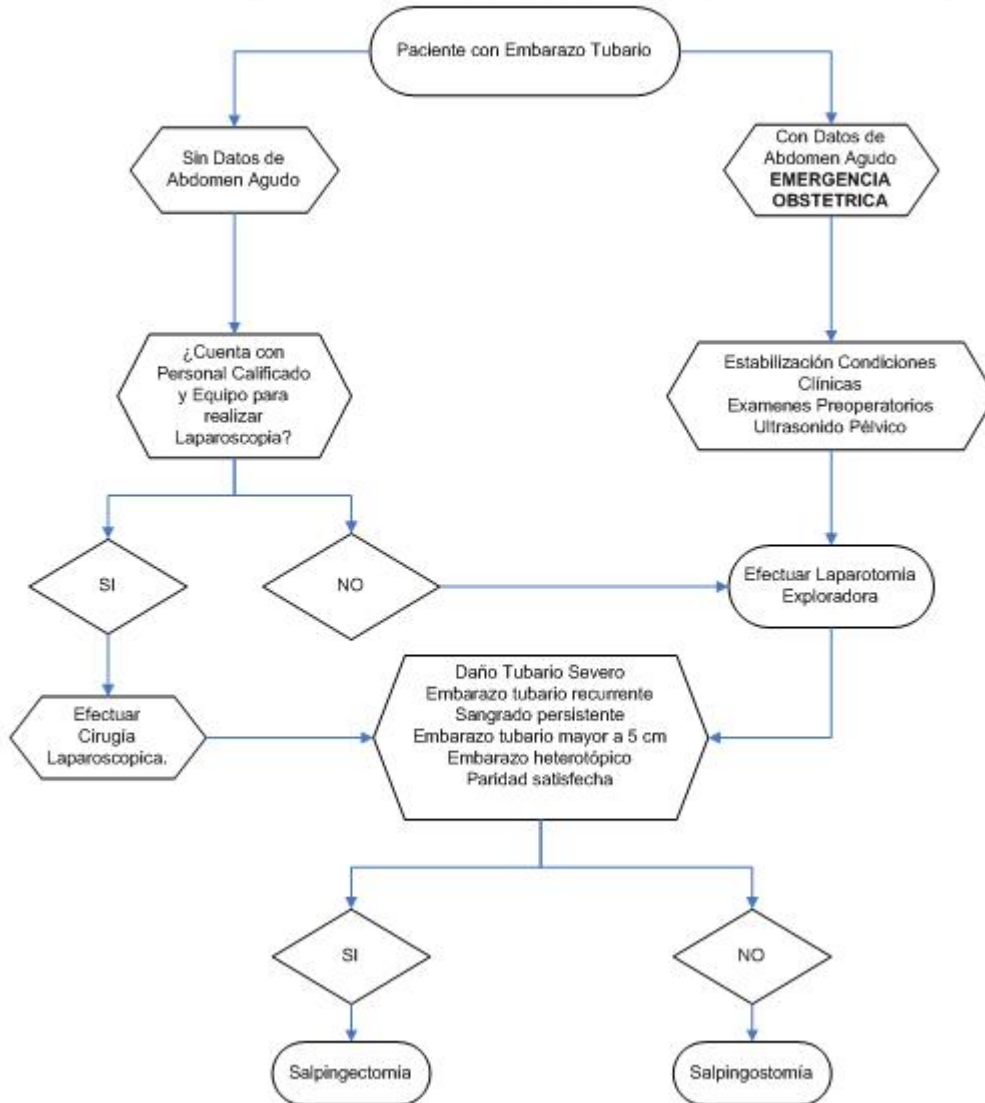 Paciente con Embarazo Tubario
Sin Datos de
Abdomen Agudo
Con Datos de
Abdomen Agudo
EMERGENCIA
OBSTETRICA
¿Cuenta con
Personal Calificado
y Equipo para
realizar
Laparoscopia?
Estabilización Condiciones
Clínicas
Examenes Preoperatorios
Ultrasonido Pélvico
SI
NO
Efectuar Laparotomia
Exploradora
Efectuar
Cirugía
Laparoscopica.
Daño Tubario Severo
Embarazo tubario recurrente
Sangrado persistente
Embarazo tubario mayor a 5 cm
Embarazo heterotópico
Paridad satisfecha
SI
NO
Salpingectomia
Salpingostomía